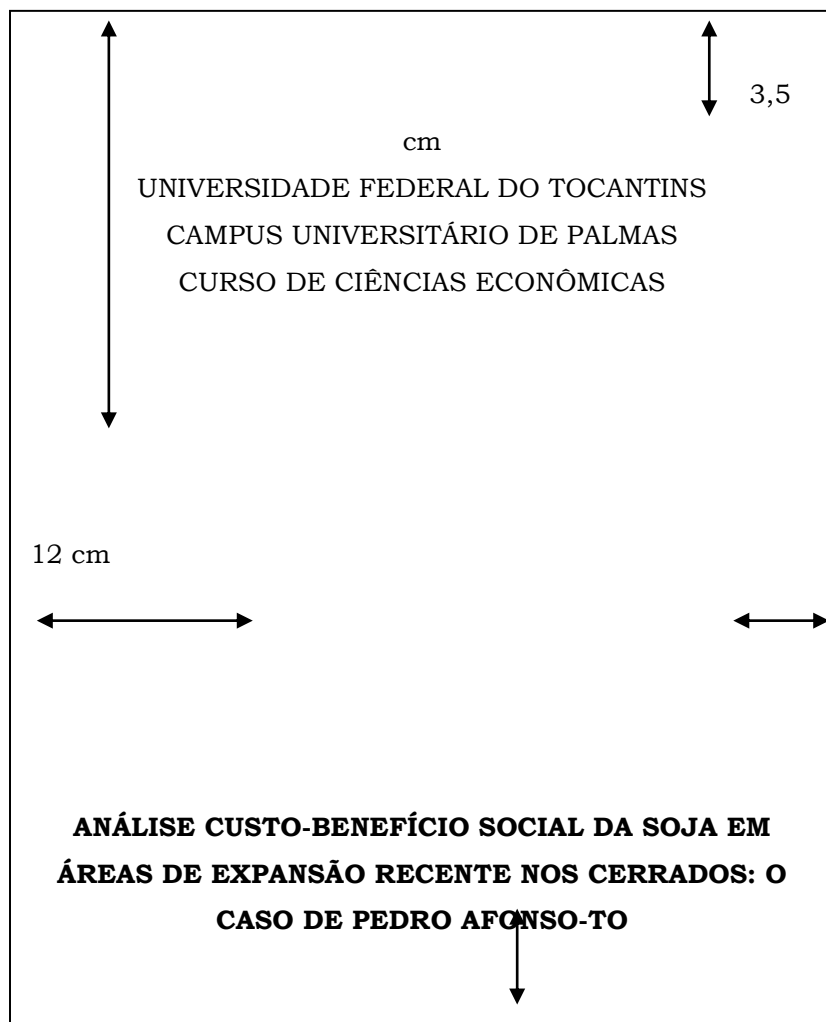 3,5
cm
UNIVERSIDADE FEDERAL DO TOCANTINS
CAMPUS UNIVERSITÁRIO DE PALMAS
CURSO DE CIÊNCIAS ECONÔMICAS
12 cm
ANÁLISE CUSTO-BENEFÍCIO SOCIAL DA SOJA EM
ÁREAS DE EXPANSÃO RECENTE NOS CERRADOS: O
CASO DE PEDRO AFONSO-TO